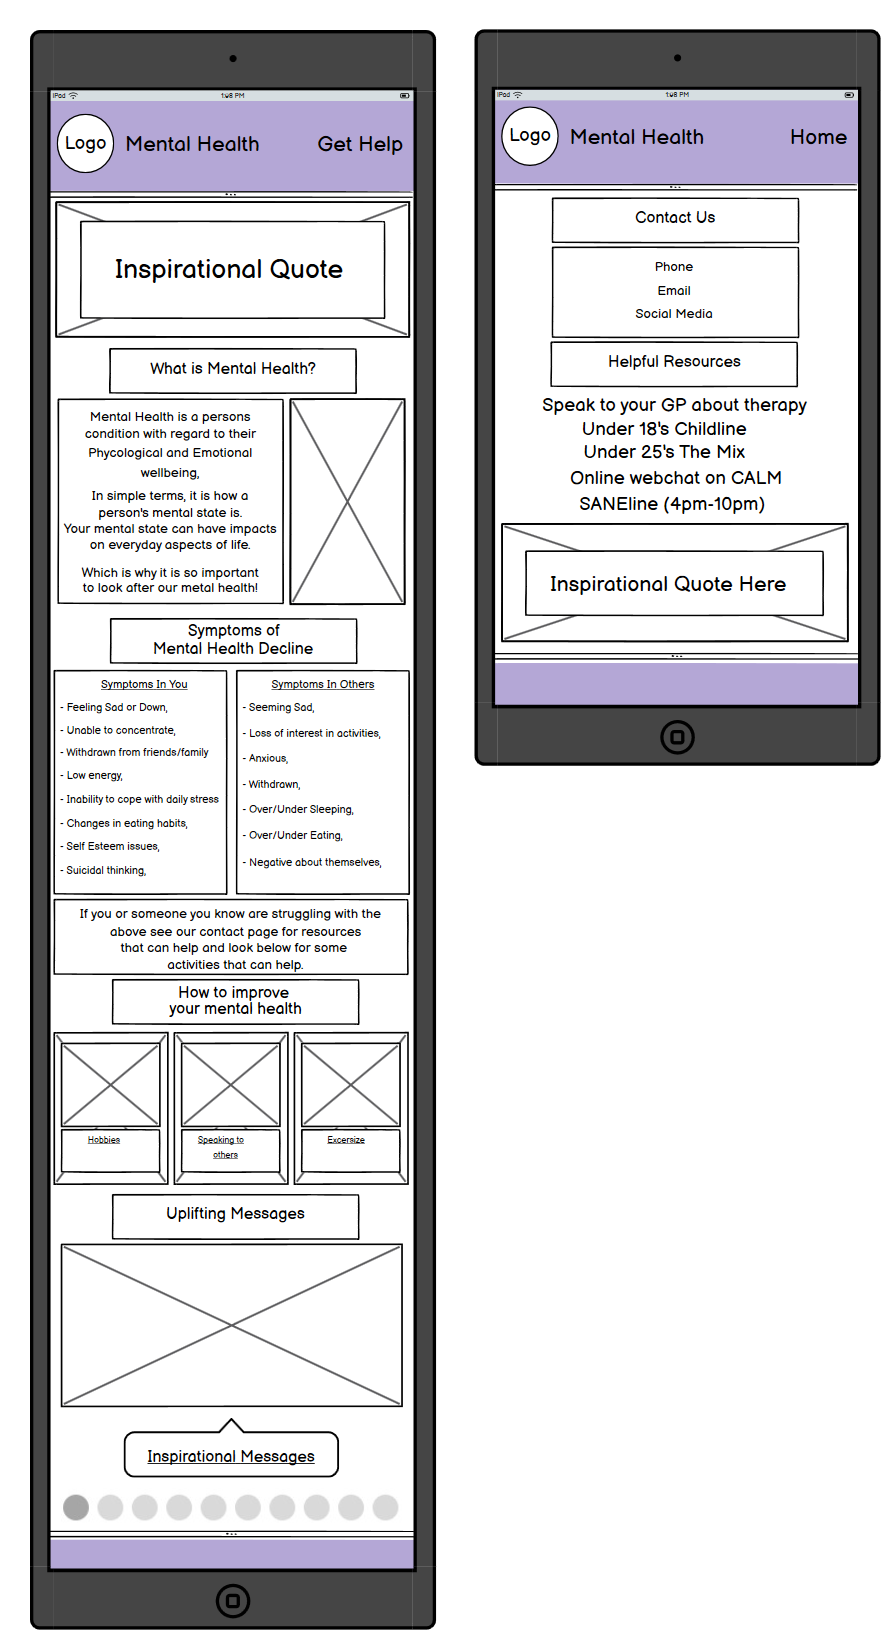 iPod
1:08 PM
Logo
Mental Health
Get Help
Inspirational Quote
What is Mental Health?
Mental Health is a persons
condition with regard to their
Phycological and Emotional
wellbeing,
In simple terms, it is how a
person's mental state is.
Your mental state can have impacts
on everyday aspects of life.
Which is why it is so important
to look after our metal health!
Symptoms of
Mental Health Decline
Symptoms In You
- Feeling Sad or Down,
- Unable to concentrate,
- Withdrawn from friends/family
- Low energy,
- Inability to cope with daily stress
- Changes in eating habits,
- Self Esteem issues,
- Suicidal thinking,
Symptoms In Others
- Seeming Sad,
- Loss of interest in activities,
- Anxious,
- Withdrawn,
- Over/Under Sleeping,
- Over/Under Eating,
- Negative about themselves,
If you or someone you know are struggling with the
above see our contact page for resources
that can help and look below for some
activities that can help.
How to improve
your mental health
Hobbies
Speaking to
others
Excersize
Uplifting Messages
Inspirational Messages
iPod
1:08 PM
Logo
Mental Health
Home
Contact Us
Phone
Email
Social Media
Helpful Resources
Speak to your GP about therapy
Under 18's Childline
Under 25's The Mix
Online webchat on CALM
SANEline (4pm-10pm)
Inspirational Quote Here